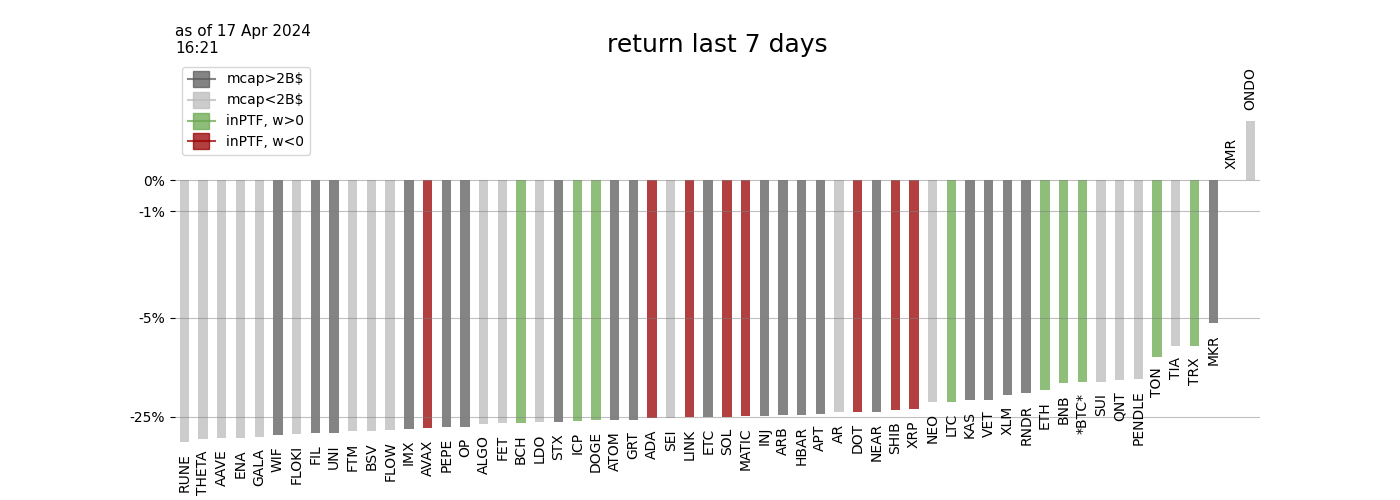 as of 17 Apr 2024
16:21
return last 7 days
mcap>2B$
mcap<2B$
inPTF, w>0
inPTF, w<0
0%
-1%
-5%
-25%
RUNE
THETA
AAVE
ENA
GALA
WIF
FLOKI
FIL
UNI
FTM
BSV
FLOW
IMX
AVAX
PEPE
OP
ALGO
FET
BCH
LDO
STX
ICP
DOGE
ATOM
GRT
ADA
SEI
LINK
ETC
SOL
MATIC
INJ
ARB
HBAR
APT
AR
DOT
NEAR
SHIB
XRP
NEO
LTC
KAS
VET
XLM
RNDR
ETH
BNB
*BTC*
SUI
QNT
PENDLE
TON
TIA
TRX
MKR
XMR
ONDO